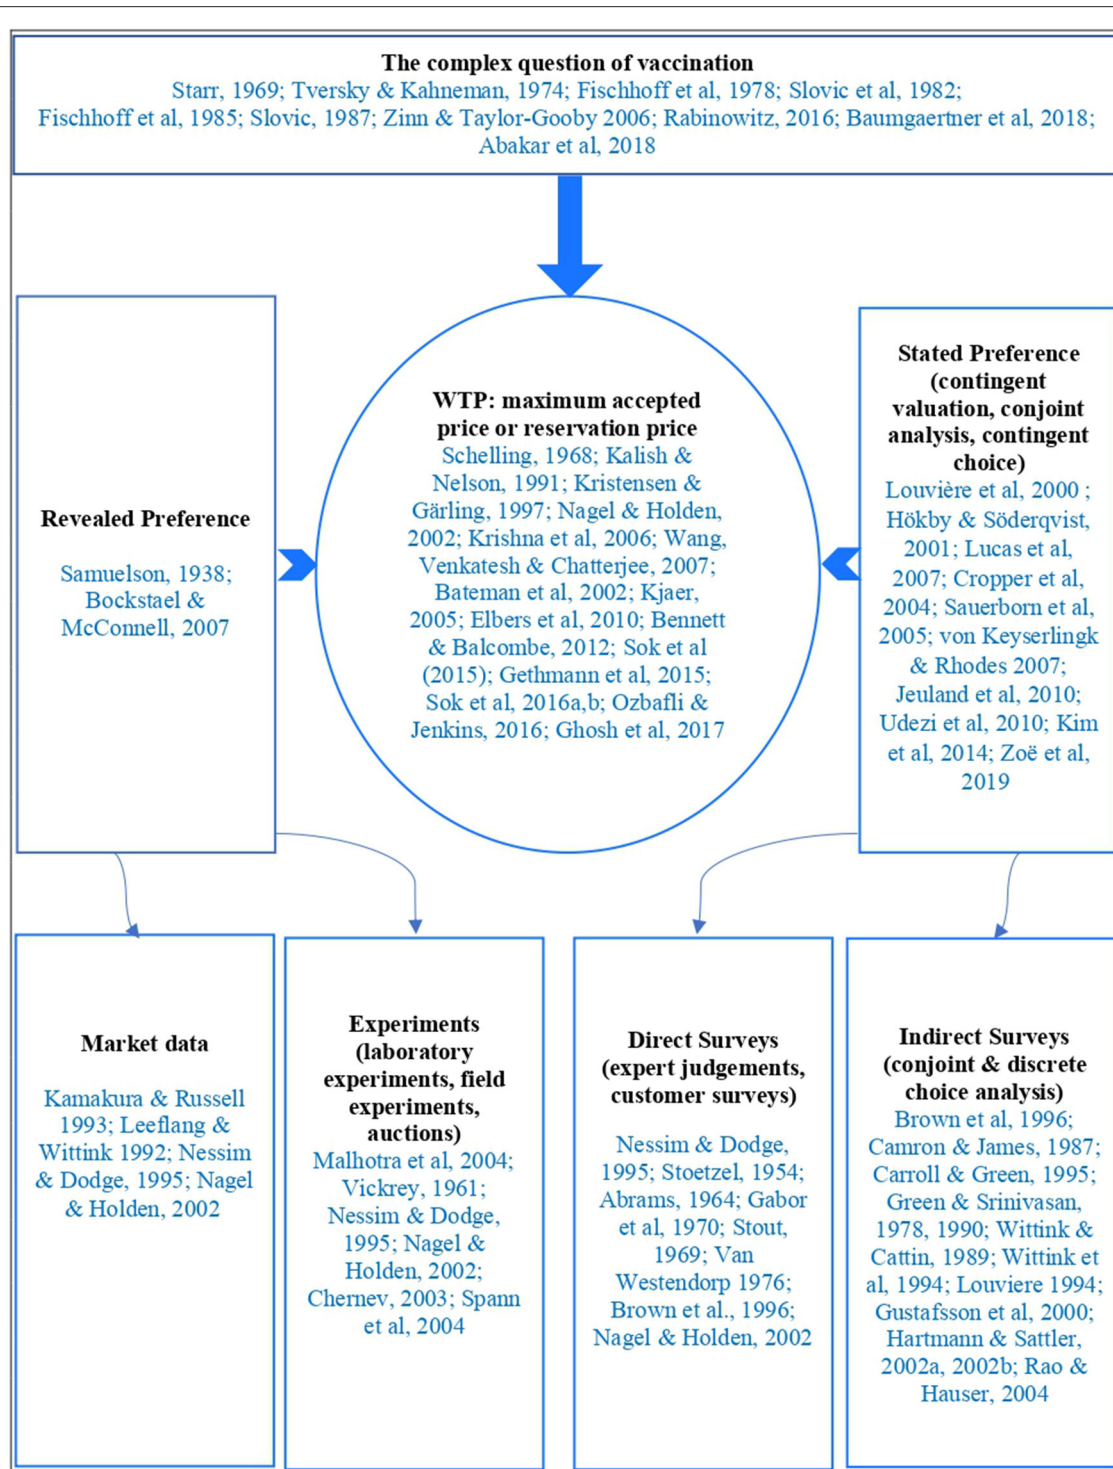 The complex question of vaccination
Starr, 1969; Tversky & Kahneman, 1974; Fischhoff et al, 1978; Slovic et al, 1982;
Fischhoff et al, 1985; Slovic, 1987; Zinn & Taylor-Gooby 2006; Rabinowitz, 2016; Baumgaertner et al, 2018;
Abakar et al, 2018
Revealed Preference
Samuelson, 1938;
Bockstael &
McConnell, 2007
WTP: maximum accepted
price or reservation price
Schelling, 1968; Kalish &
Nelson, 1991; Kristensen &
Gärling, 1997; Nagel & Holden,
2002; Krishna et al, 2006; Wang,
Venkatesh & Chatterjee, 2007;
Bateman et al, 2002; Kjaer,
2005; Elbers et al, 2010; Bennett
& Balcombe, 2012; Sok et al
(2015); Gethmann et al, 2015;
Sok et al, 2016a,b; Ozbafli &
Jenkins, 2016; Ghosh et al, 2017
Stated Preference
(contingent
valuation, conjoint
analysis, contingent
choice)
Louvière et al, 2000 ;
Hökby & Söderqvist,
2001; Lucas et al,
2007; Cropper et al,
2004; Sauerborn et al,
2005; von Keyserlingk
& Rhodes 2007;
Jeuland et al, 2010;
Udezi et al, 2010; Kim
et al, 2014; Zoë et al,
2019
Market data
Kamakura & Russell
1993; Leeflang &
Wittink 1992; Nessim
& Dodge, 1995; Nagel
& Holden, 2002
Experiments
(laboratory
experiments, field
experiments,
auctions)
Malhotra et al, 2004;
Vickrey, 1961;
Nessim & Dodge,
1995; Nagel &
Holden, 2002;
Chernev, 2003; Spann
et al, 2004
Direct Surveys
(expert judgements,
customer surveys)
Nessim & Dodge,
1995; Stoetzel, 1954;
Abrams, 1964; Gabor
et al, 1970; Stout,
1969; Van
Westendorp 1976;
Brown et al., 1996;
Nagel & Holden, 2002
Indirect Surveys
(conjoint & discrete
choice analysis)
Brown et al, 1996;
Camron & James, 1987;
Carroll & Green, 1995;
Green & Srinivasan,
1978, 1990; Wittink &
Cattin, 1989; Wittink et
al, 1994; Louviere 1994;
Gustafsson et al, 2000;
Hartmann & Sattler,
2002a, 2002b; Rao &
Hauser, 2004